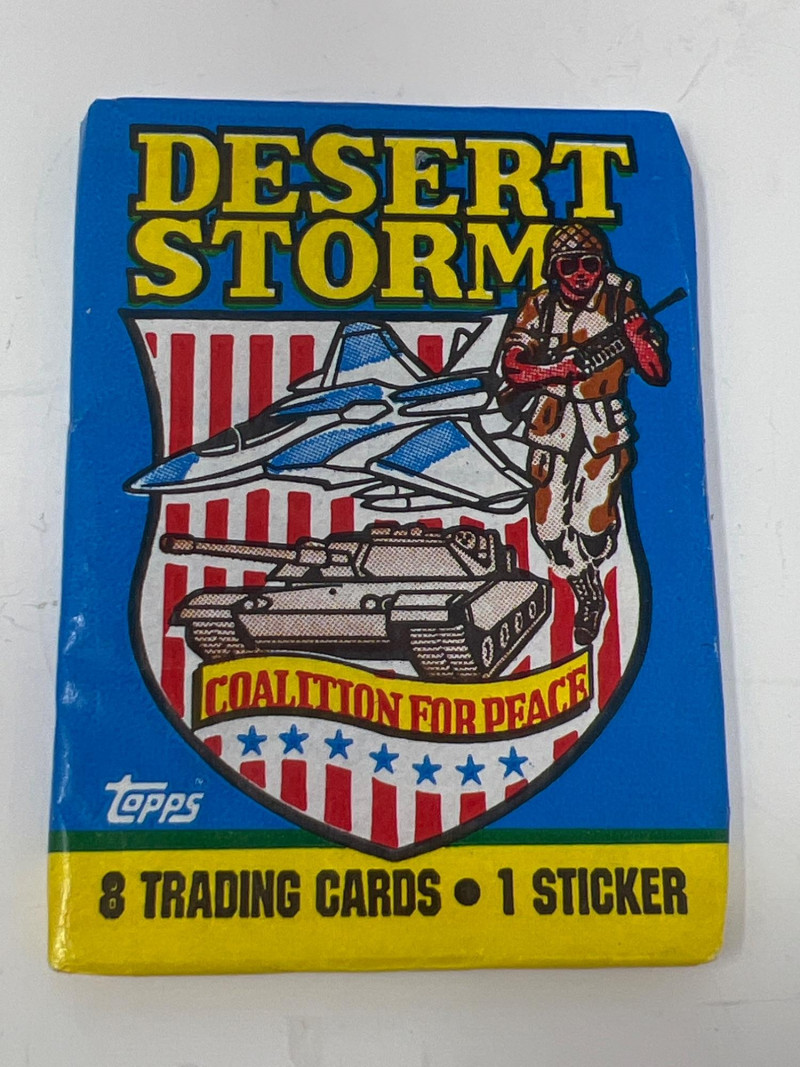 DESERT
STORM
COALITION FOR PEACE
TOPPS
8 TRADING CARDS • 1 STICKER